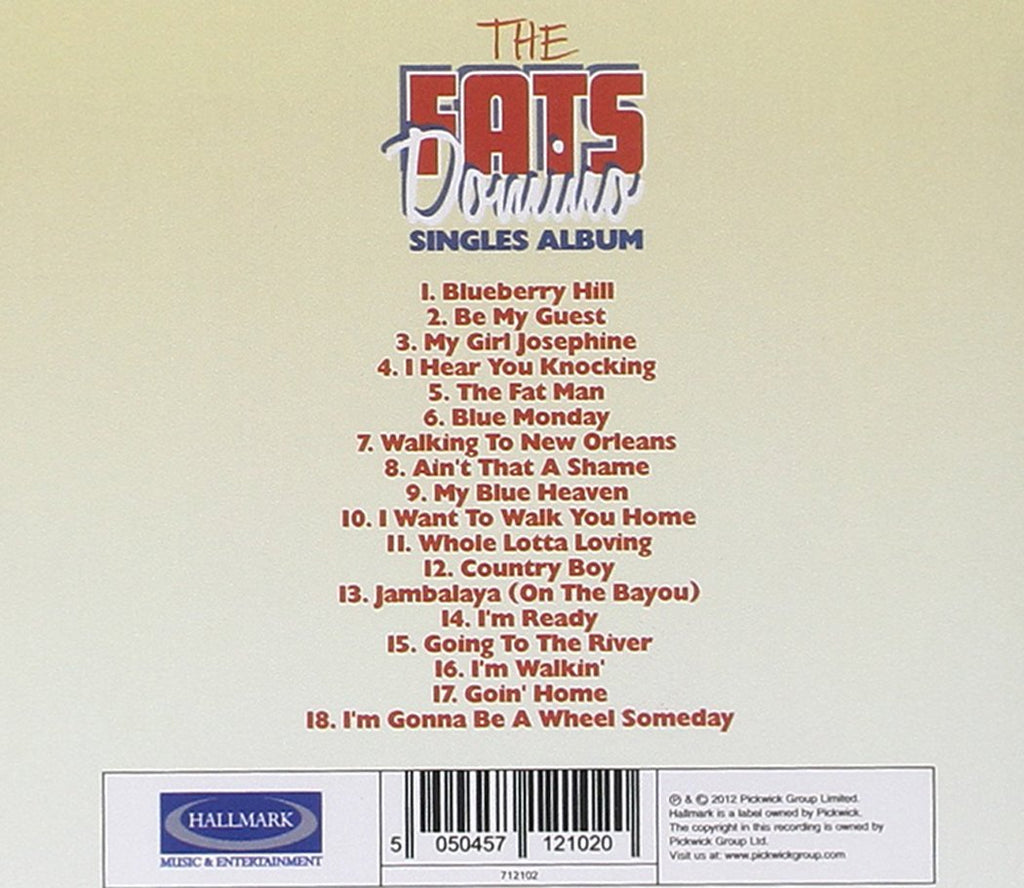 THE
FATS
Domino
SINGLES ALBUM
1. Blueberry Hill
2. Be My Guest
3. My Girl Josephine
4. I Hear You Knocking
5. The Fat Man
6. Blue Monday
7. Walking To New Orleans
8. Ain't That A Shame
9. My Blue Heaven
10. I Want To Walk You Home
11. Whole Lotta Loving
12. Country Boy
13. Jambalaya (On The Bayou)
14. I'm Ready
15. Going To The River
16. I'm Walkin'
17. Goin' Home
18. I'm Gonna Be A Wheel Someday
HALLMARK
MUSIC & ENTERTAINMENT
5 050457 121020
712102
℗ & © 2012 Pickwick Group Limited.
Hallmark is a label owned by Pickwick.
The copyright in this recording is owned by
Pickwick Group Ltd.
Visit us at: www.pickwickgroup.com